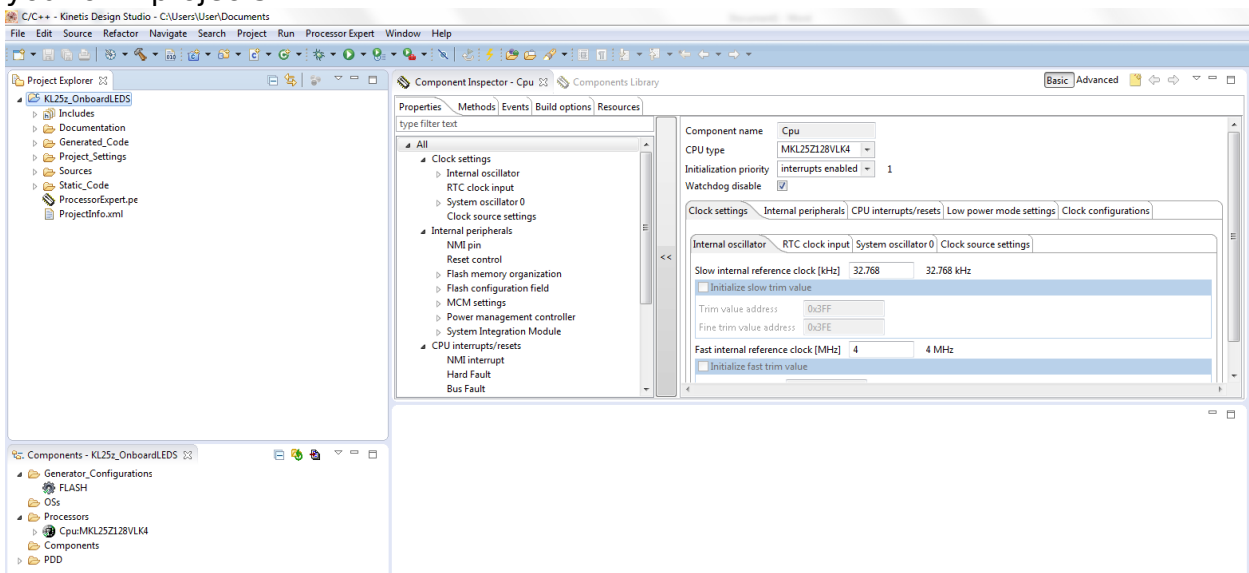 C/C++ - Kinetis Design Studio - C:\Users\User\Documents
File Edit Source Refactor Navigate Search Project Run Processor Expert Window Help
Project Explorer
KL25z_OnboardLEDS
Includes
Documentation
Generated_Code
Project_Settings
Sources
Static_Code
ProcessorExpert.pe
ProjectInfo.xml
Component Inspector - Cpu Components Library
Basic Advanced
Properties Methods Events Build options Resources
type filter text
All
Clock settings
Internal oscillator
RTC clock input
System oscillator 0
Clock source settings
Internal peripherals
NMI pin
Reset control
Flash memory organization
Flash configuration field
MCM settings
Power management controller
System Integration Module
CPU interrupts/resets
NMI interrupt
Hard Fault
Bus Fault
<<
Component name Cpu
CPU type MKL25Z128VLK4
Initialization priority interrupts enabled 1
Watchdog disable
Clock settings Internal peripherals CPU interrupts/resets Low power mode settings Clock configurations
Internal oscillator RTC clock input System oscillator 0 Clock source settings
Slow internal reference clock [kHz] 32.768 32.768 kHz
Initialize slow trim value
Trim value address 0x3FF
Fine trim value address 0x3FE
Fast internal reference clock [MHz] 4 4 MHz
Initialize fast trim value
Components - KL25z_OnboardLEDS
Generator_Configurations
FLASH
OSs
Processors
Cpu:MKL25Z128VLK4
Components
PDD